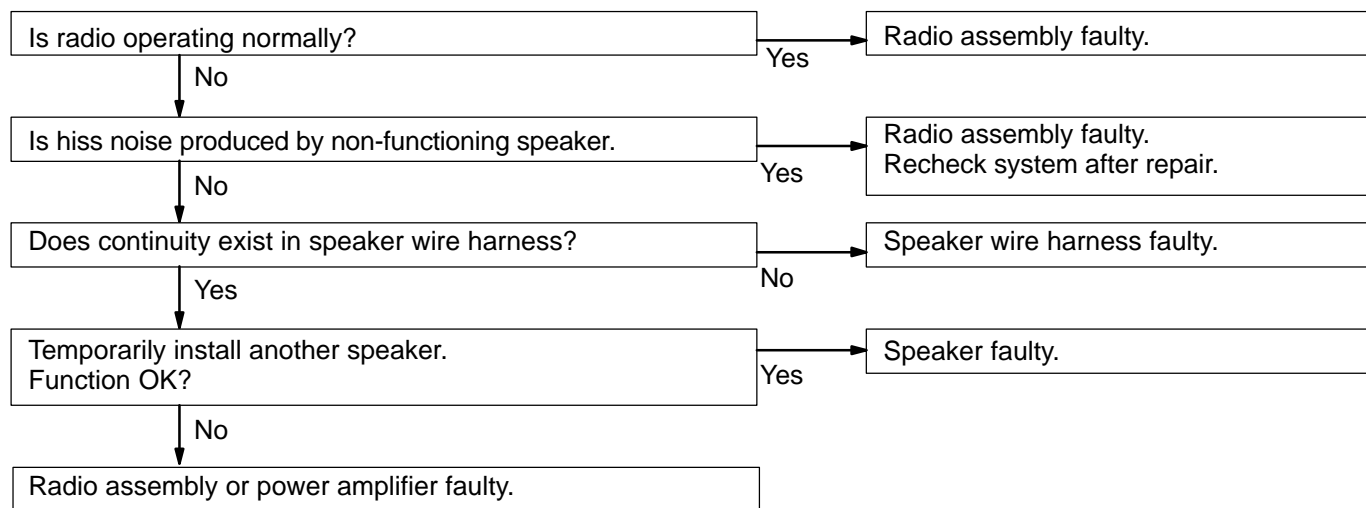 Is radio operating normally?
Yes
Radio assembly faulty.
No
Is hiss noise produced by non-functioning speaker.
Yes
Radio assembly faulty.
Recheck system after repair.
No
Does continuity exist in speaker wire harness?
No
Speaker wire harness faulty.
Yes
Temporarily install another speaker.
Function OK?
Yes
Speaker faulty.
No
Radio assembly or power amplifier faulty.